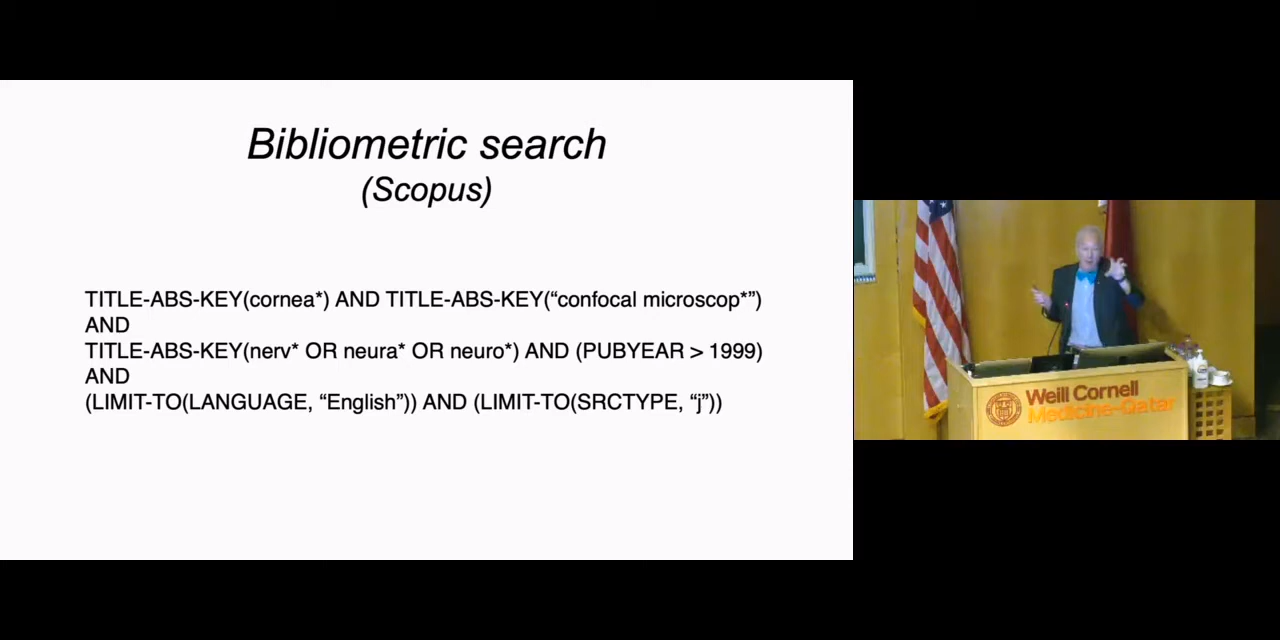 Bibliometric search
(Scopus)
TITLE-ABS-KEY(cornea*) AND TITLE-ABS-KEY(“confocal microscop*”)
AND
TITLE-ABS-KEY(nerv* OR neura* OR neuro*) AND (PUBYEAR > 1999)
AND
(LIMIT-TO(LANGUAGE, “English”)) AND (LIMIT-TO(SRCTYPE, “j”))
Weill Cornell
Medicine-Qatar